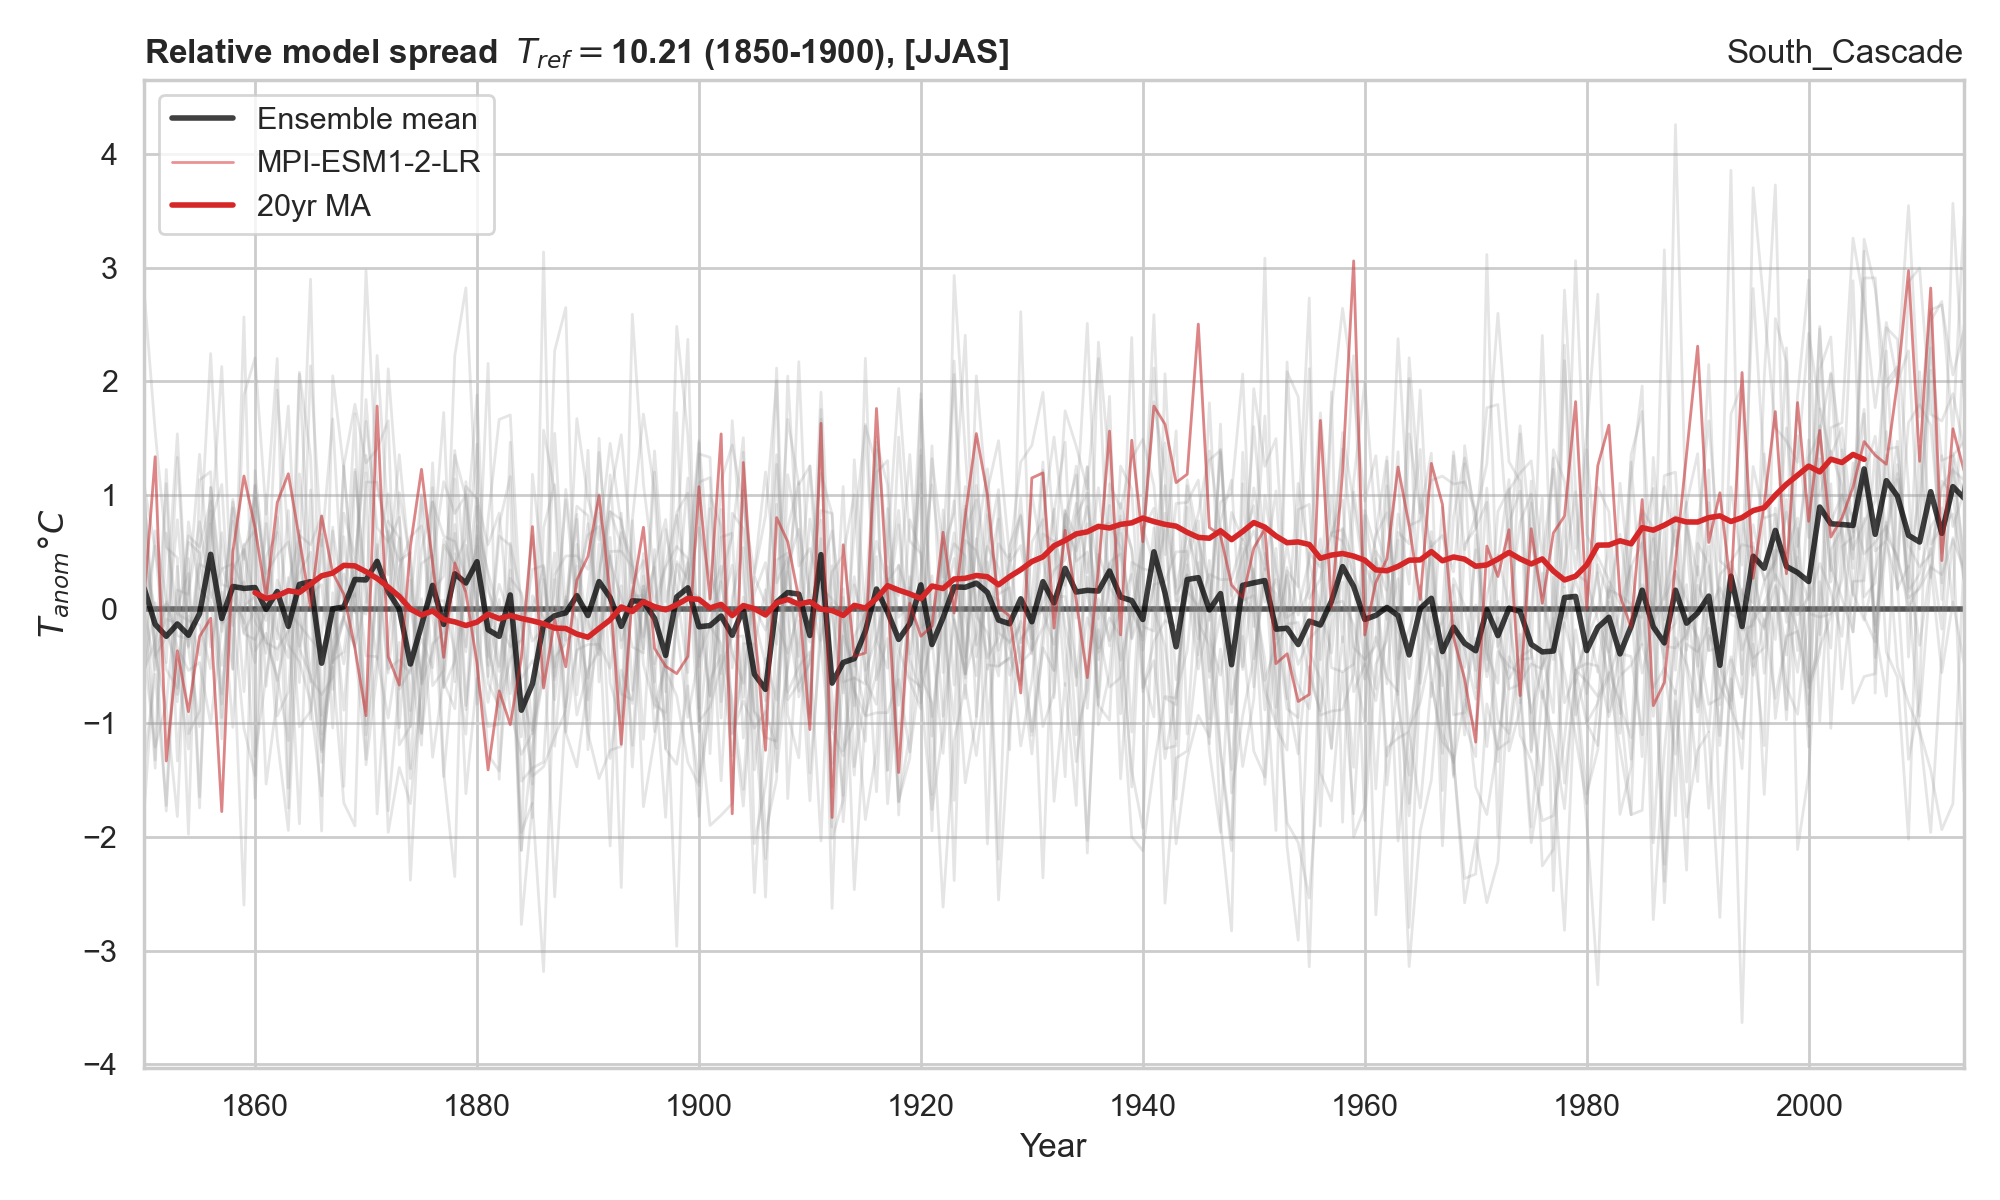 Relative model spread T_ref = 10.21 (1850-1900), [JJAS]
South_Cascade
Ensemble mean
MPI-ESM1-2-LR
20yr MA
4
3
2
1
0
−1
−2
−3
−4
T_anom °C
1860 1880 1900 1920 1940 1960 1980 2000
Year